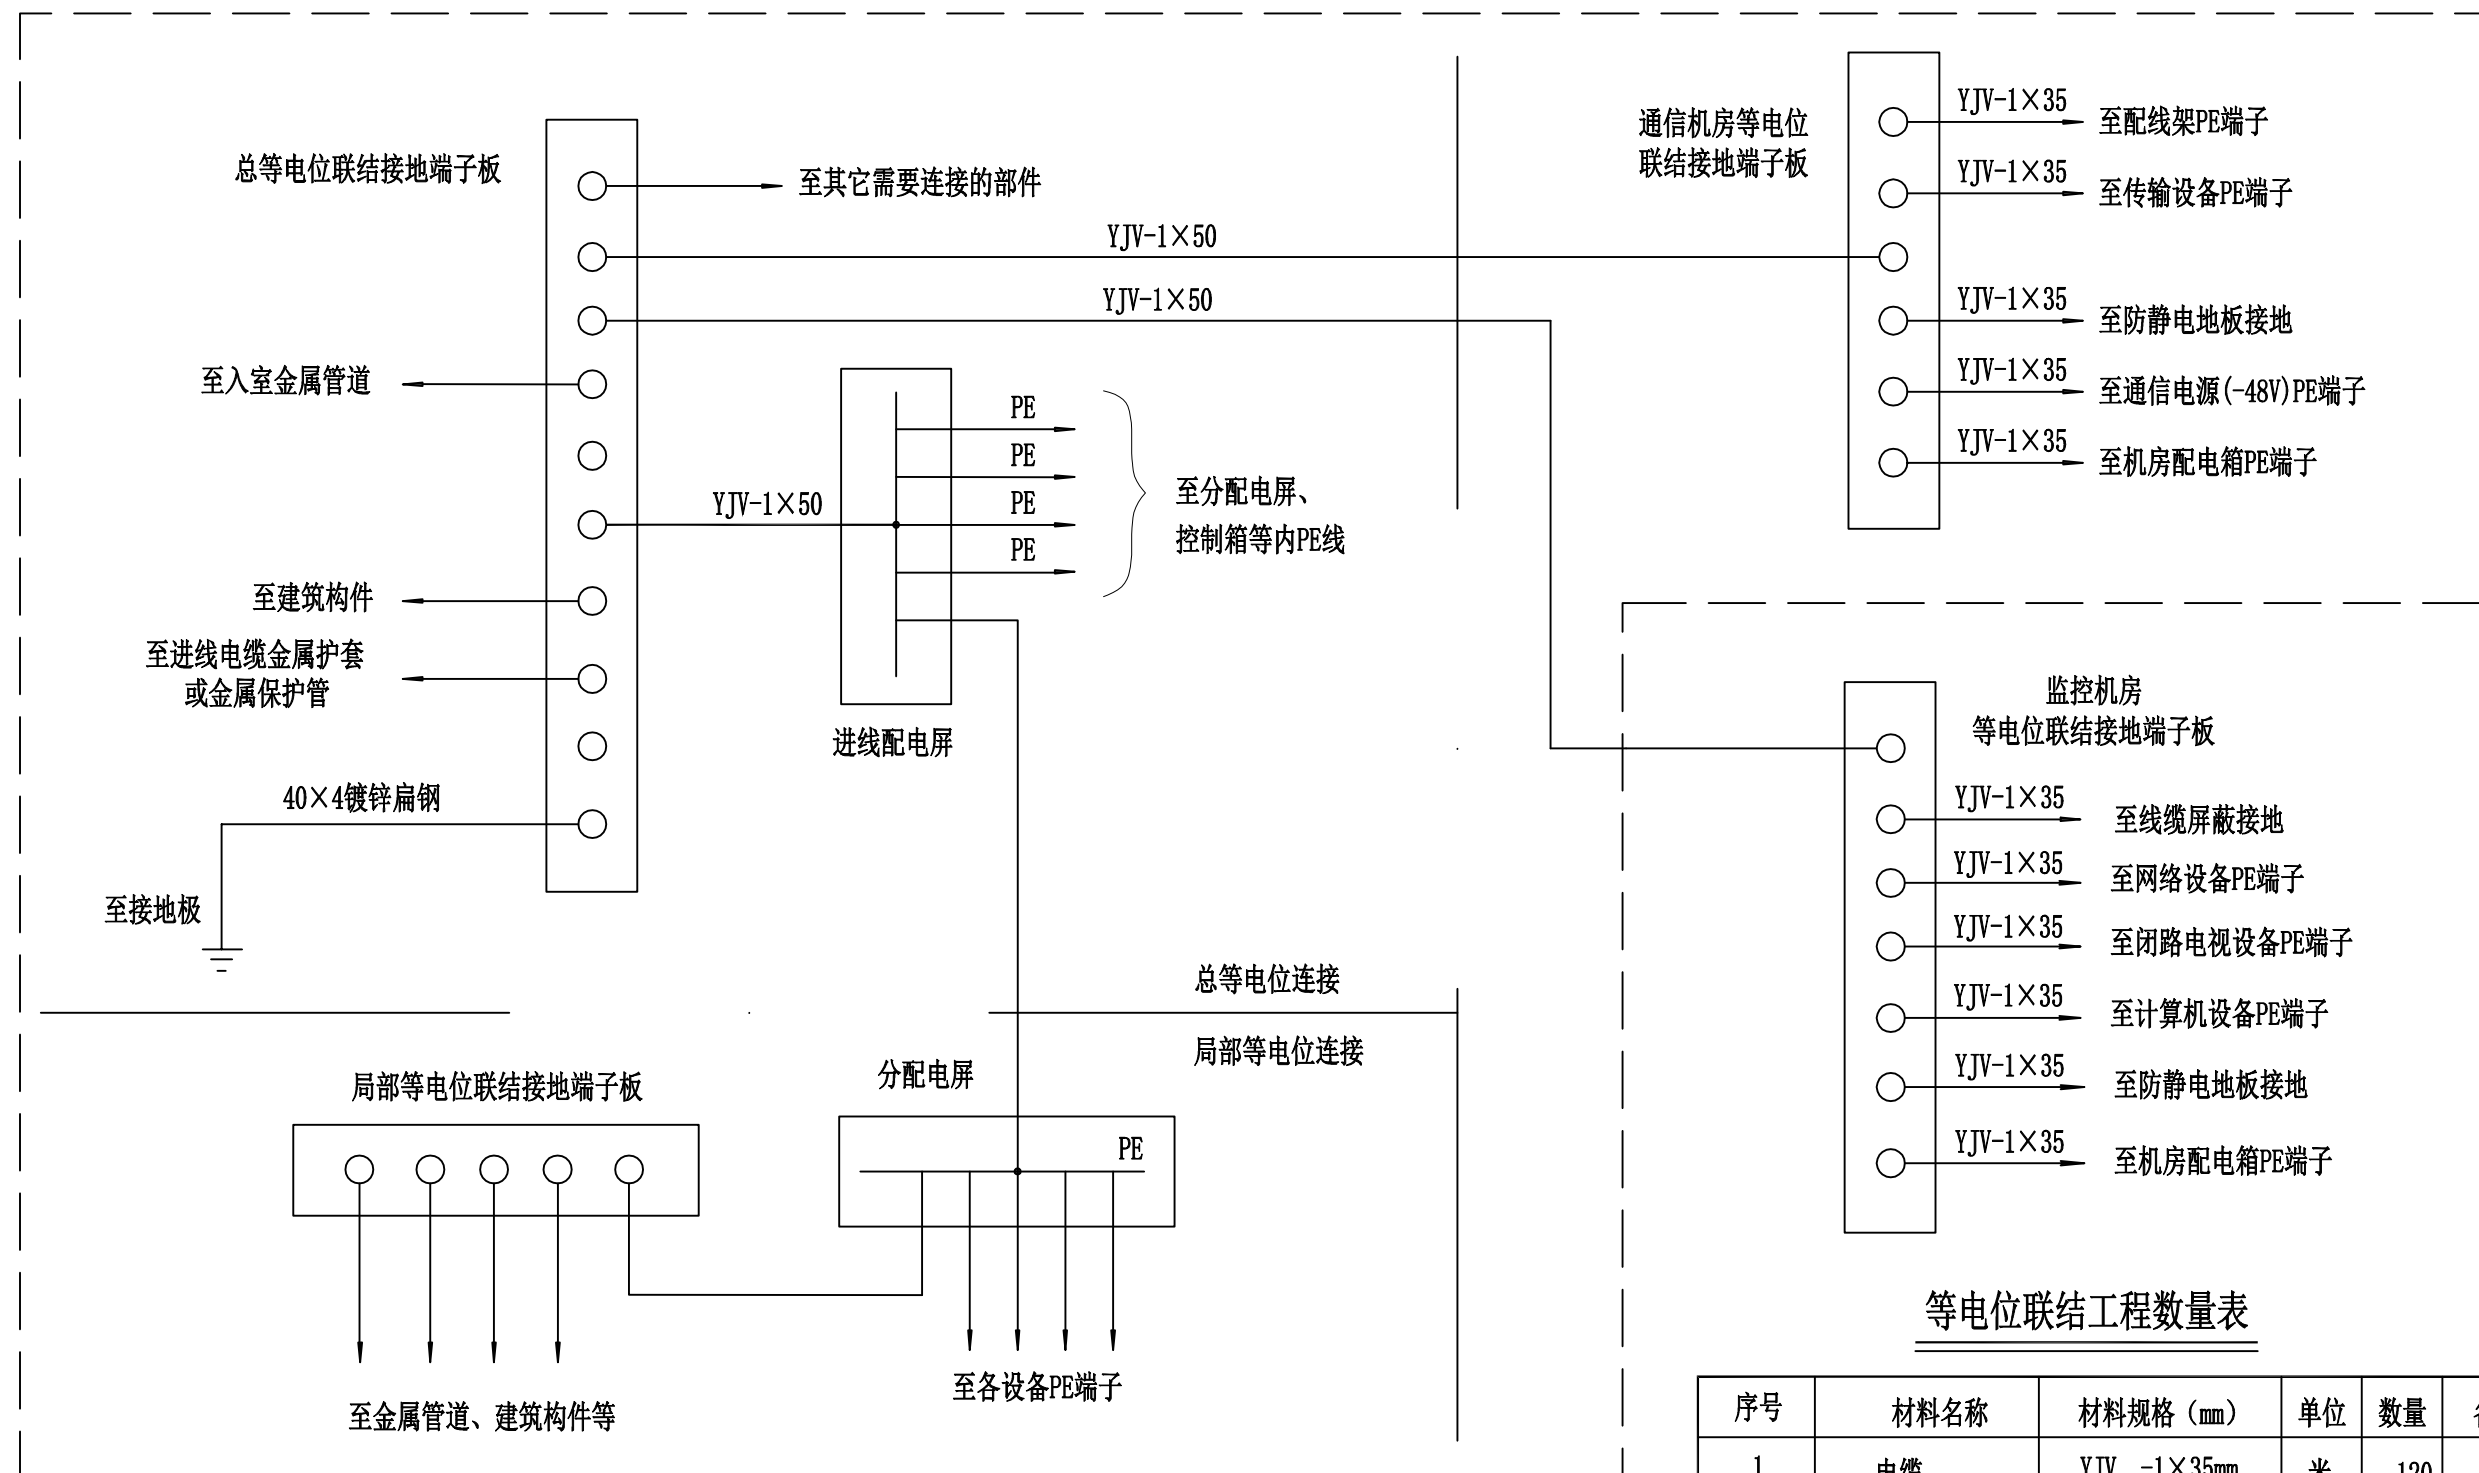 总等电位联结接地端子板
至其它需要连接的部件
YJV-1×50
YJV-1×50
至入室金属管道
PE
PE
PE
PE
至分配电屏、
控制箱等内PE线
YJV-1×50
至建筑构件
至进线电缆金属护套
或金属保护管
进线配电屏
40×4镀锌扁钢
至接地极
总等电位连接
局部等电位连接
局部等电位联结接地端子板
分配电屏
PE
至各设备PE端子
至金属管道、建筑构件等
通信机房等电位
联结接地端子板
YJV-1×35
至配线架PE端子
YJV-1×35
至传输设备PE端子
YJV-1×35
至防静电地板接地
YJV-1×35
至通信电源(-48V)PE端子
YJV-1×35
至机房配电箱PE端子
监控机房
等电位联结接地端子板
YJV-1×35
至线缆屏蔽接地
YJV-1×35
至网络设备PE端子
YJV-1×35
至闭路电视设备PE端子
YJV-1×35
至计算机设备PE端子
YJV-1×35
至防静电地板接地
YJV-1×35
至机房配电箱PE端子
等电位联结工程数量表
序号 材料名称 材料规格（mm） 单位 数量
1 电缆 YJV -1×35mm 米 120